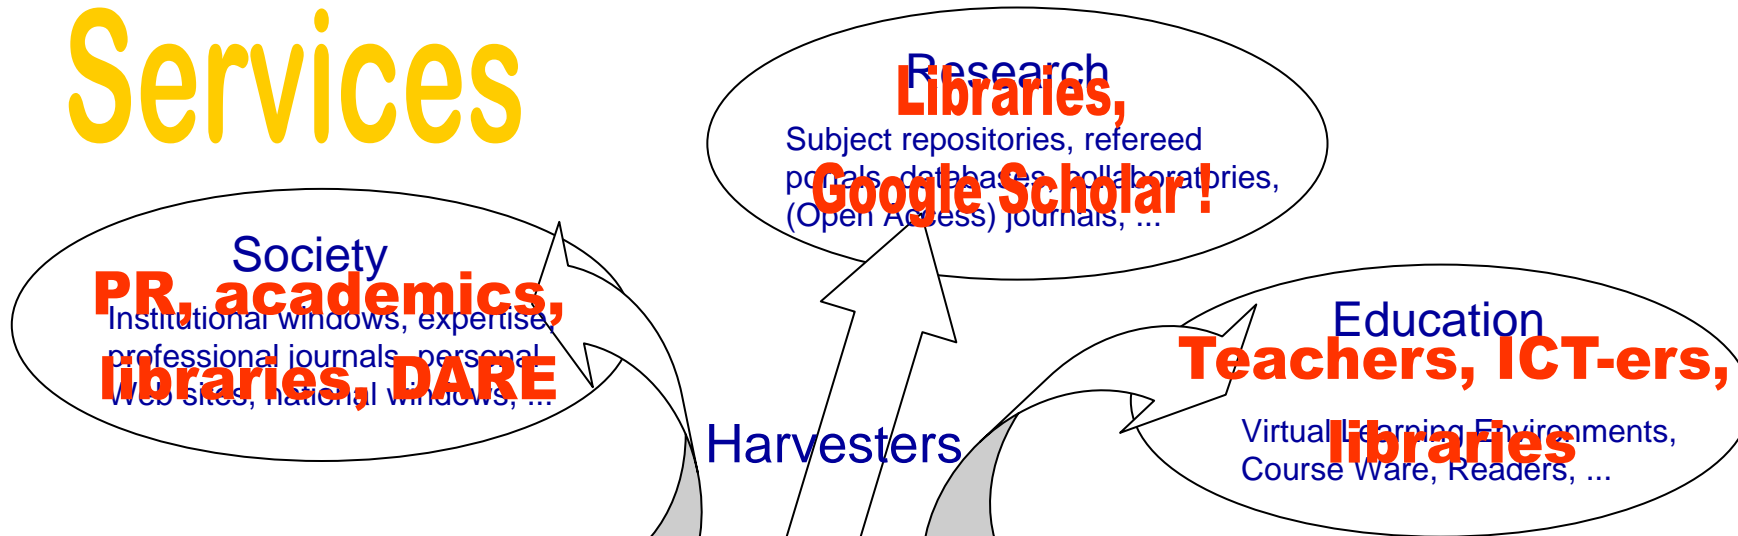 Services
Research
Libraries,
Subject repositories, refereed
portals, databases, collaboratories,
Google Scholar !
(Open Access) journals, ...
Society
PR, academics,
Institutional windows, expertise,
professional journals, personal
libraries, DARE
Web sites, national windows, ...
Education
Teachers, ICT-ers,
Virtual Learning Environments,
libraries
Course Ware, Readers, ...
Harvesters